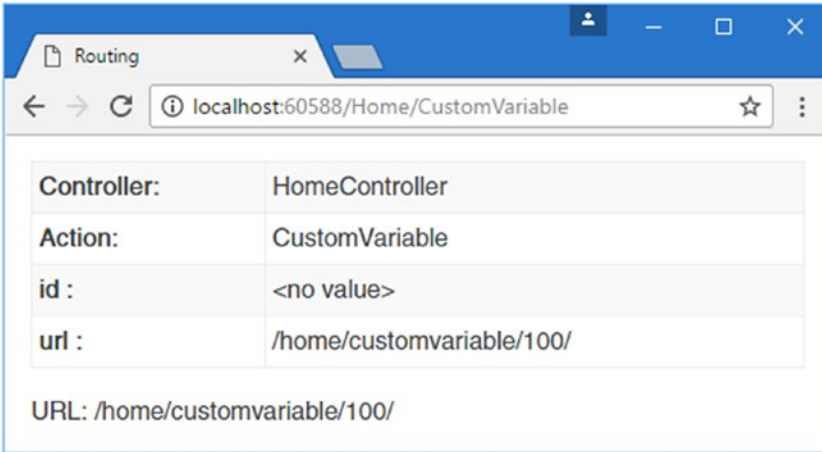 Routing
localhost:60588/Home/CustomVariable
Controller: HomeController
Action: CustomVariable
id : <no value>
url : /home/customvariable/100/
URL: /home/customvariable/100/